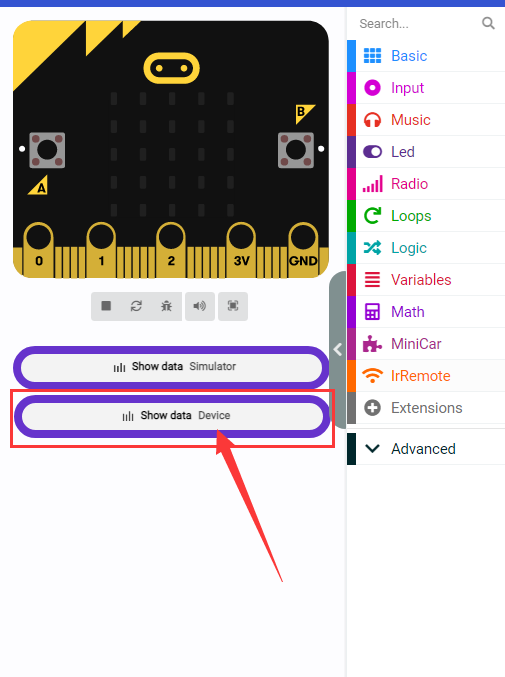 B
A
0 1 2 3V GND
Show data Simulator
Show data Device
Search...
Basic
Input
Music
Led
Radio
Loops
Logic
Variables
Math
MiniCar
IrRemote
Extensions
Advanced